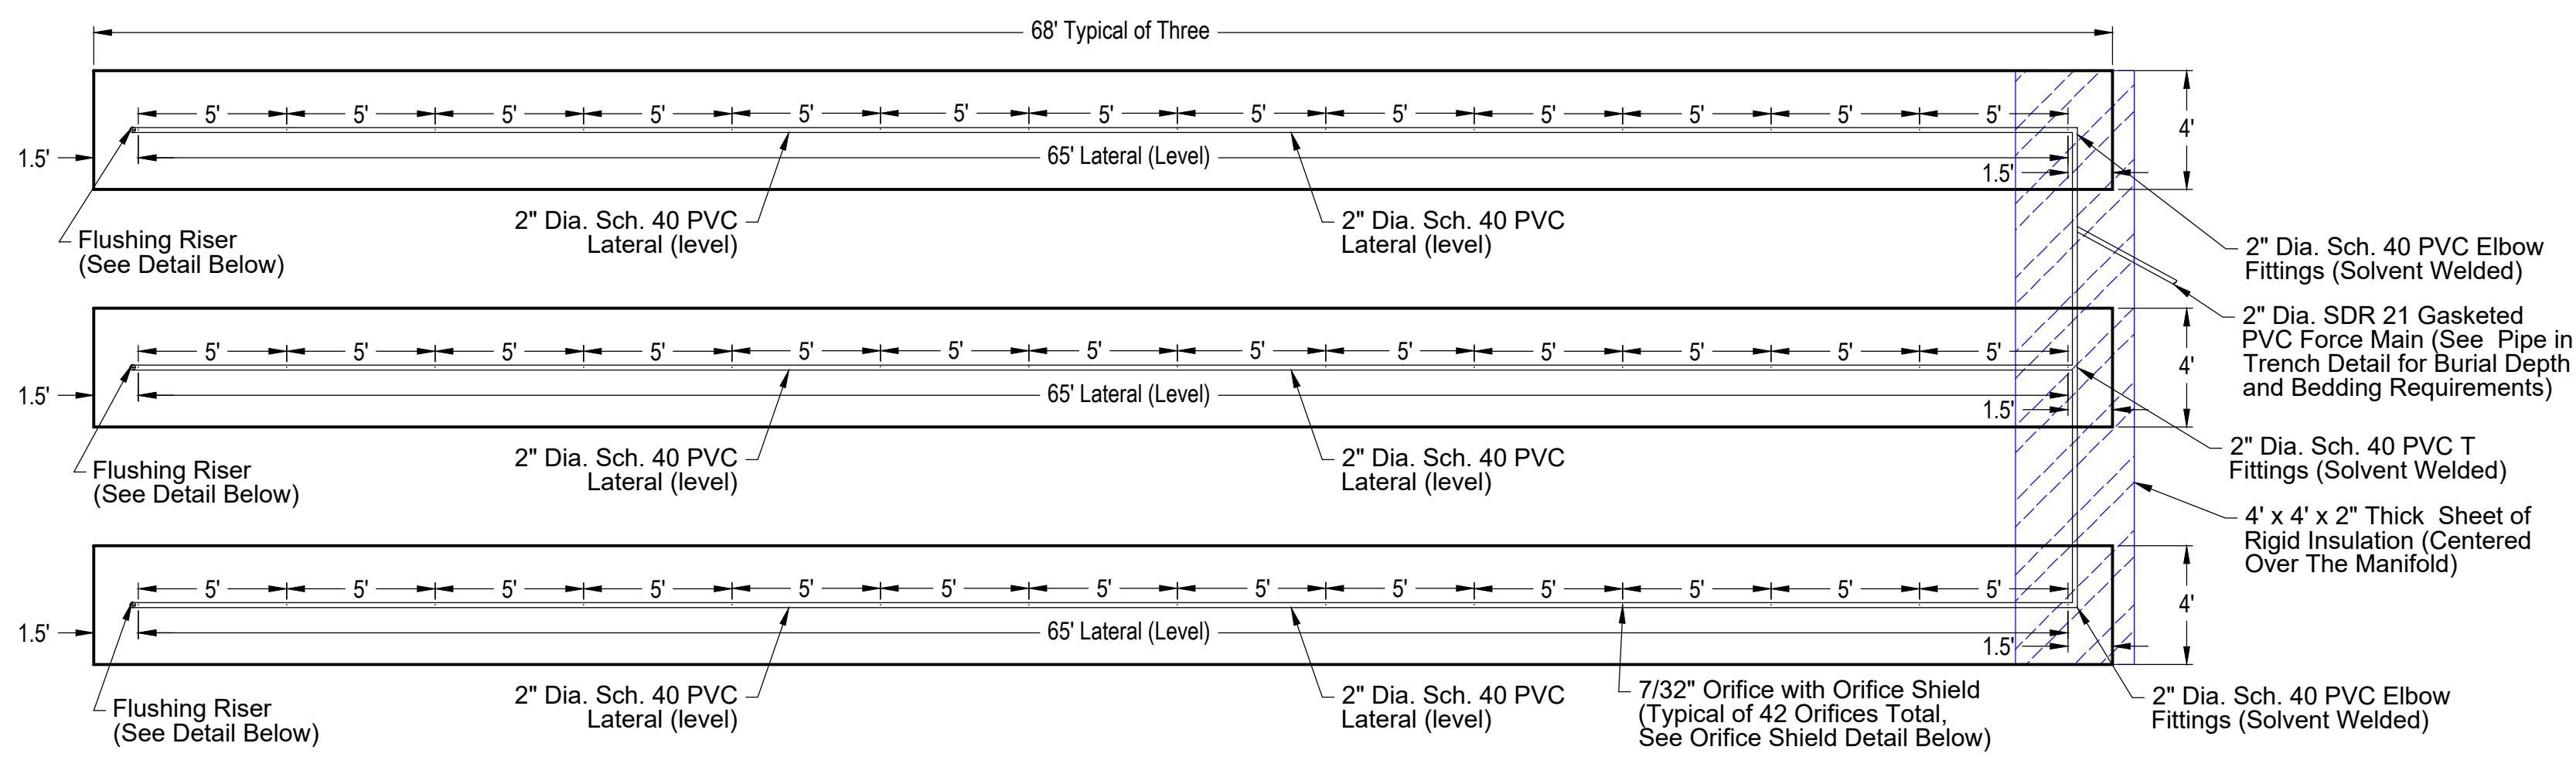 68' Typical of Three
5' 5' 5' 5' 5' 5' 5' 5' 5' 5' 5' 5' 5'
4'
1.5'
65' Lateral (Level)
1.5'
2" Dia. Sch. 40 PVC
Lateral (level)
2" Dia. Sch. 40 PVC
Lateral (level)
Flushing Riser
(See Detail Below)
2" Dia. Sch. 40 PVC Elbow
Fittings (Solvent Welded)
2" Dia. SDR 21 Gasketed
PVC Force Main (See Pipe in
Trench Detail for Burial Depth
and Bedding Requirements)
5' 5' 5' 5' 5' 5' 5' 5' 5' 5' 5' 5' 5'
4'
1.5'
65' Lateral (Level)
1.5'
2" Dia. Sch. 40 PVC
Lateral (level)
2" Dia. Sch. 40 PVC
Lateral (level)
Flushing Riser
(See Detail Below)
2" Dia. Sch. 40 PVC T
Fittings (Solvent Welded)
4' x 4' x 2" Thick Sheet of
Rigid Insulation (Centered
Over The Manifold)
5' 5' 5' 5' 5' 5' 5' 5' 5' 5' 5' 5' 5'
4'
1.5'
65' Lateral (Level)
1.5'
2" Dia. Sch. 40 PVC
Lateral (level)
2" Dia. Sch. 40 PVC
Lateral (level)
7/32" Orifice with Orifice Shield
(Typical of 42 Orifices Total,
See Orifice Shield Detail Below)
2" Dia. Sch. 40 PVC Elbow
Fittings (Solvent Welded)
Flushing Riser
(See Detail Below)